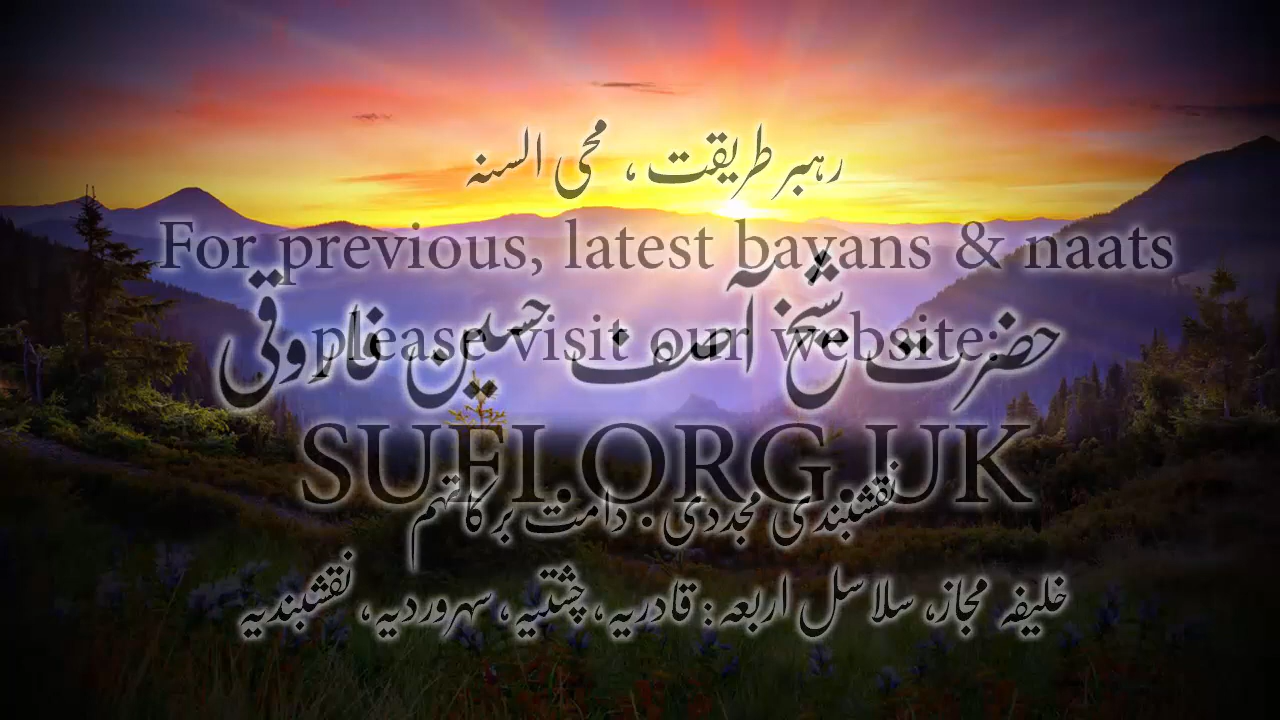 رہبر طریقت، محی السنہ
For previous, latest bayans & naats
حضرت شیخ آصف حسین فاروقی
please visit our website:
SUFI.ORG.UK
نقشبندی مجددی . دامت برکاتہم
خلیفہ مجاز، سلاسل اربعہ: قادریہ، چشتیہ، سہروردیہ، نقشبندیہ